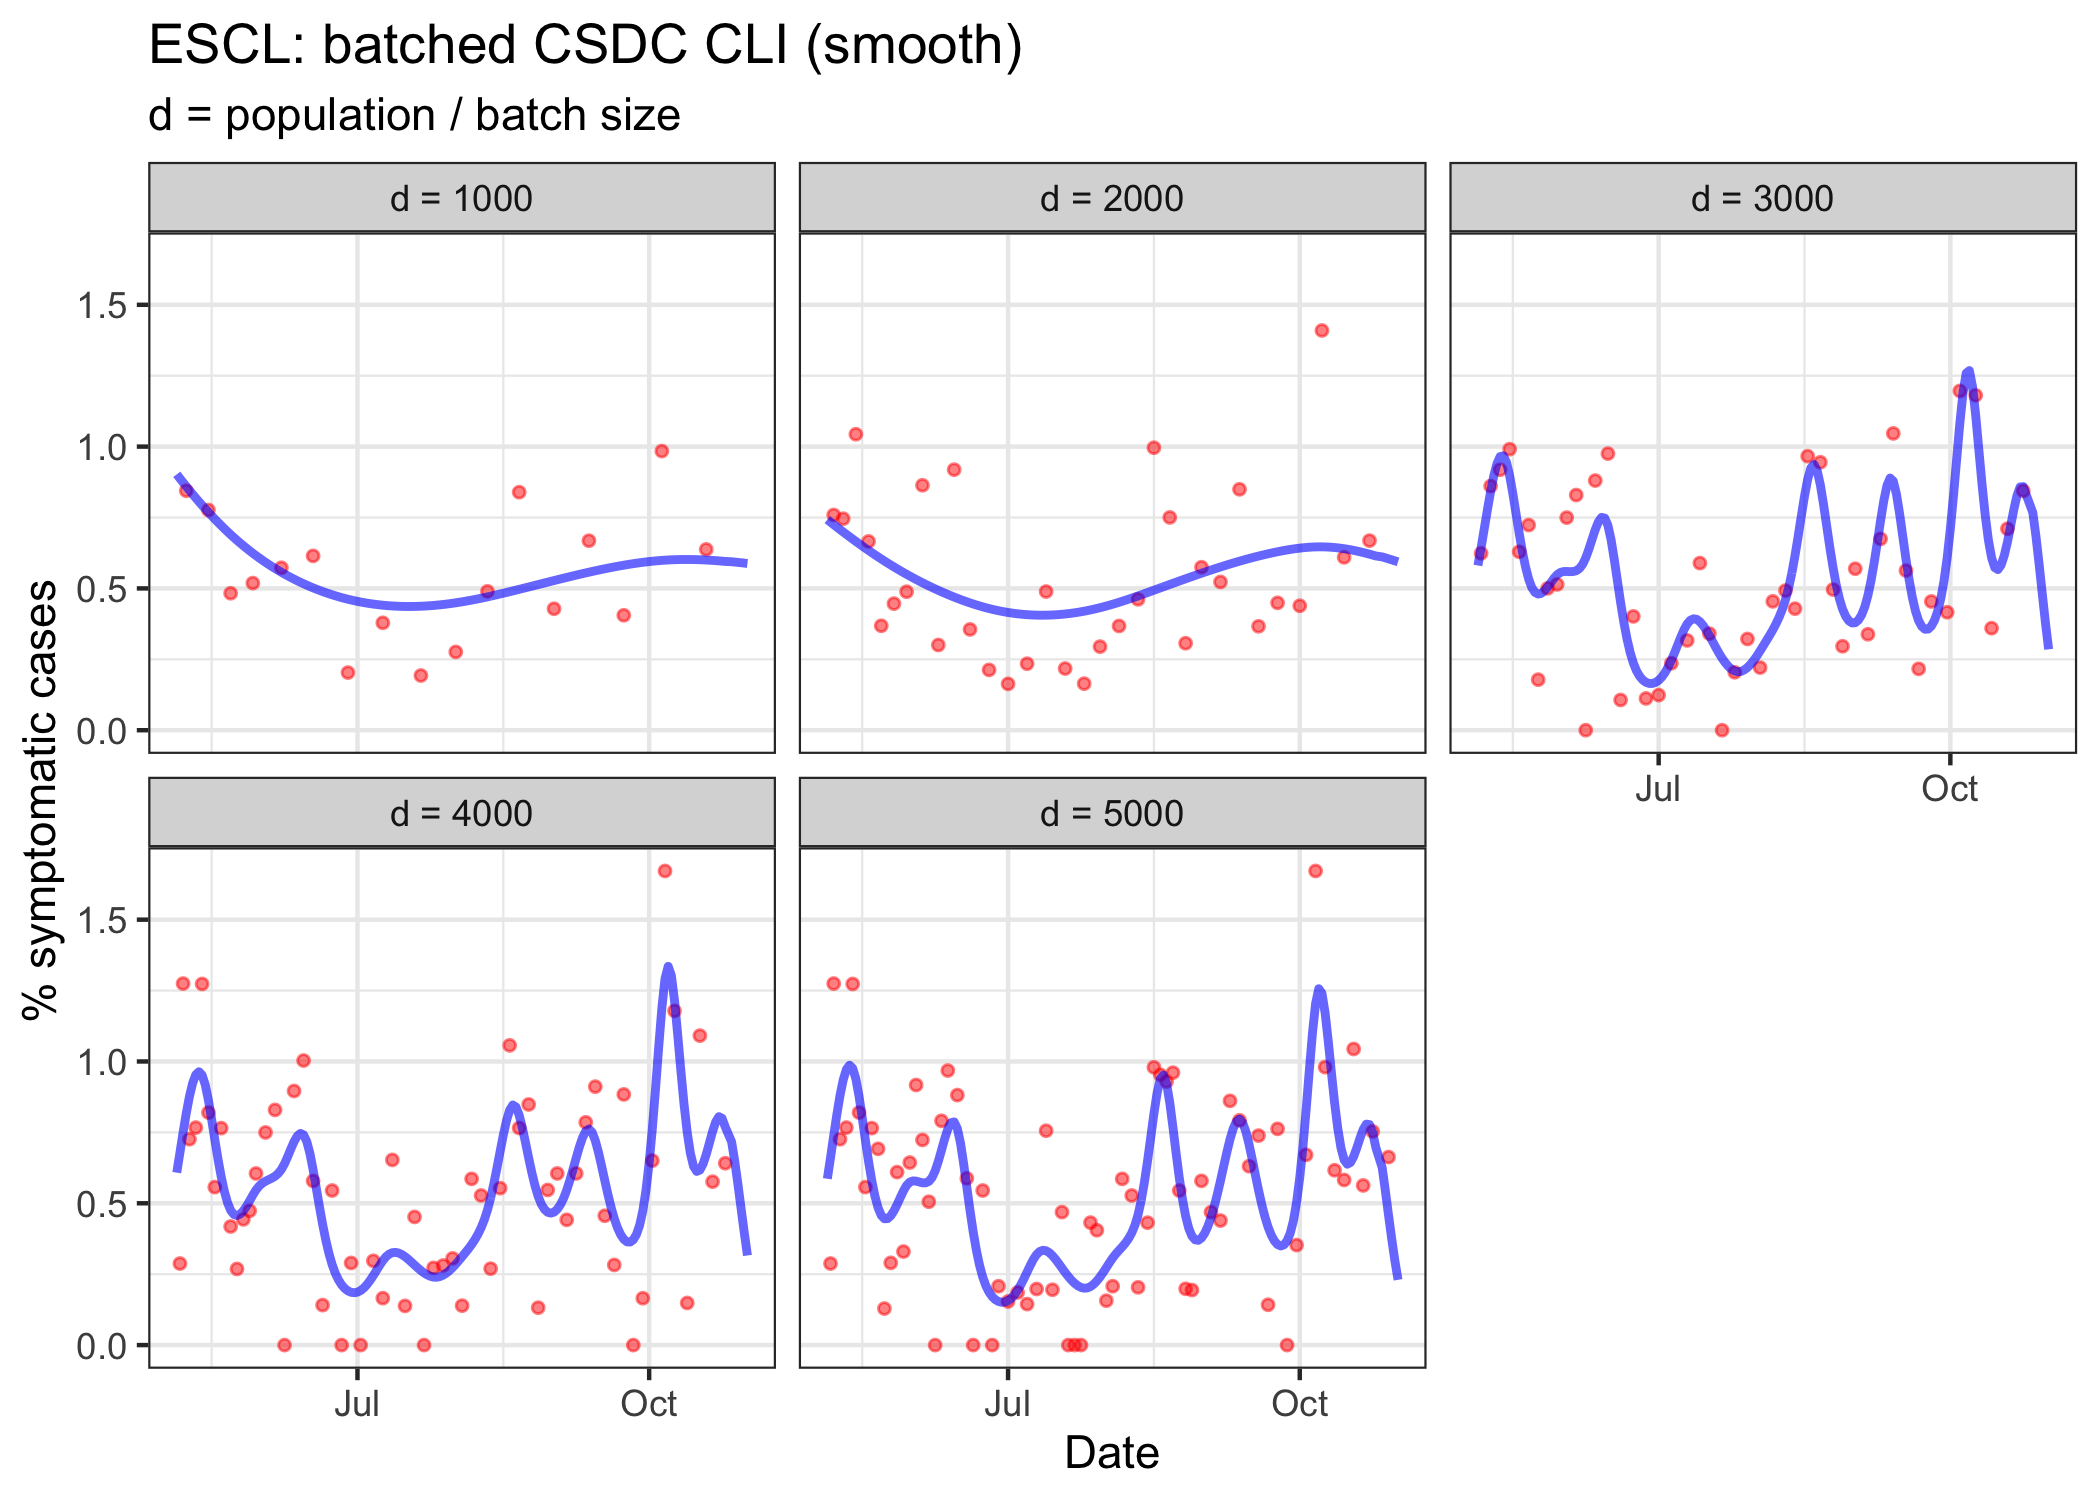 ESCL: batched CSDC CLI (smooth)
d = population / batch size
d = 1000
d = 2000
d = 3000
1.5
1.0
0.5
0.0
Jul
Oct
d = 4000
d = 5000
1.5
1.0
0.5
0.0
Jul
Oct
Jul
Oct
% symptomatic cases
Date